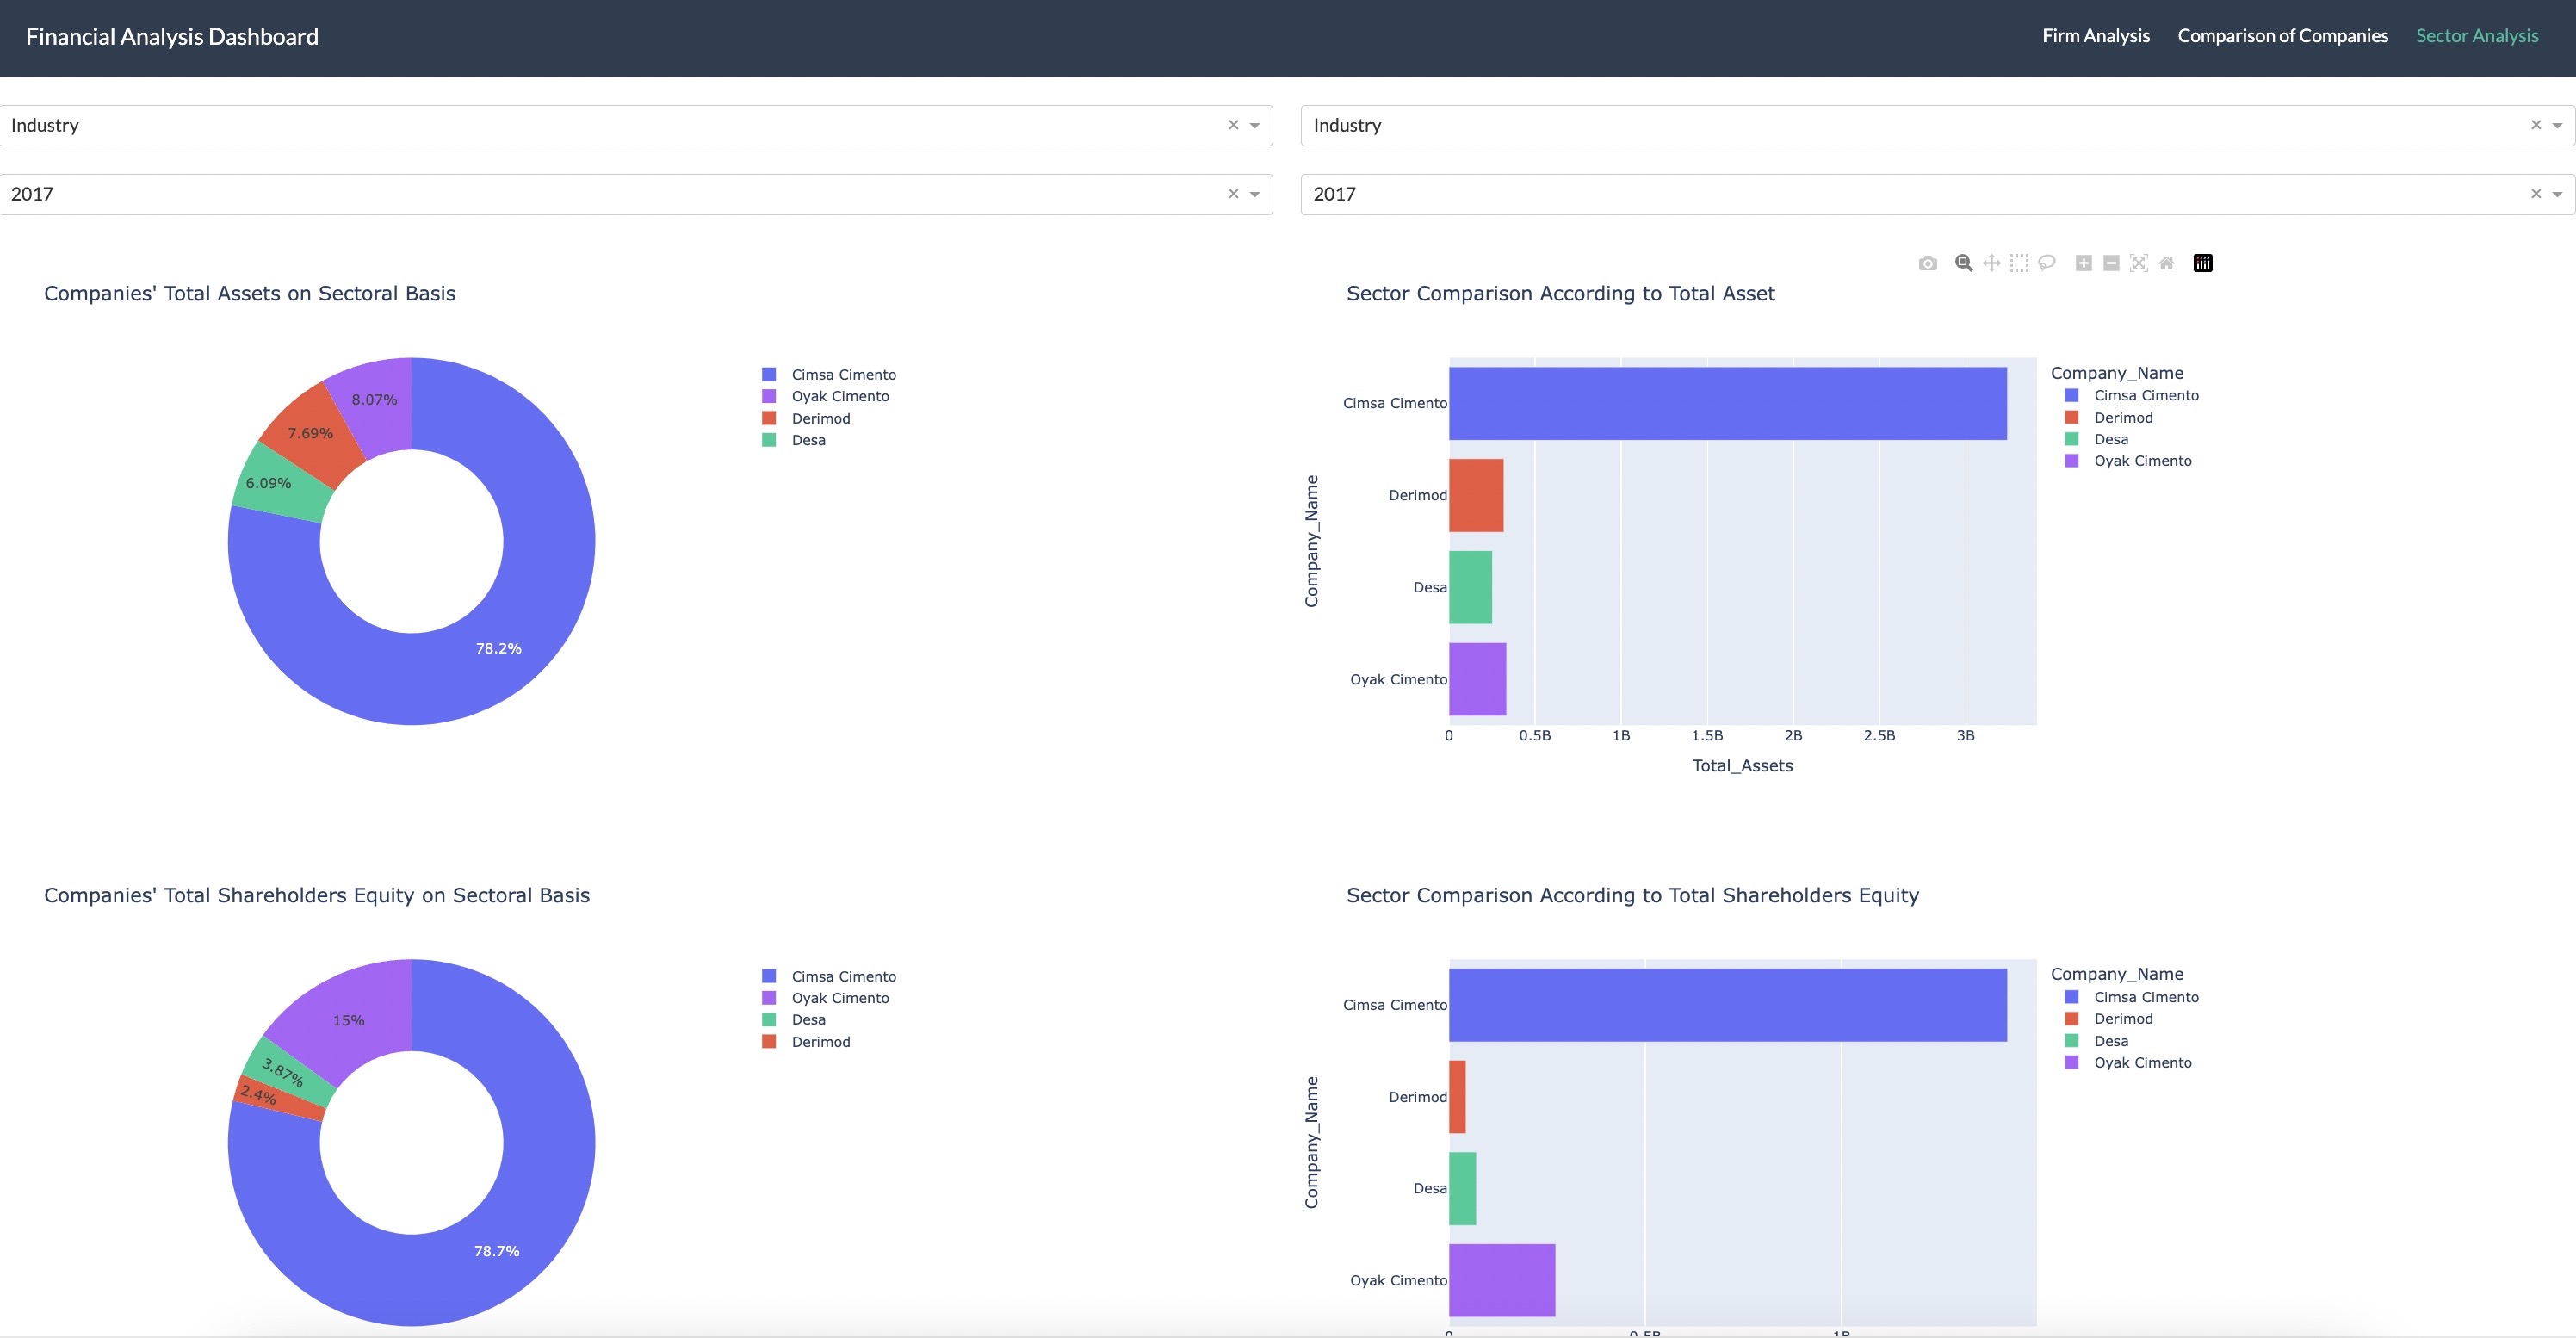 Financial Analysis Dashboard
Firm Analysis Comparison of Companies Sector Analysis
Industry
Industry
2017
2017
Companies' Total Assets on Sectoral Basis
8.07%
7.69%
6.09%
78.2%
Cimsa Cimento
Oyak Cimento
Derimod
Desa
Sector Comparison According to Total Asset
Company_Name
Cimsa Cimento
Derimod
Desa
Oyak Cimento
0 0.5B 1B 1.5B 2B 2.5B 3B
Total_Assets
Company_Name
Cimsa Cimento
Derimod
Desa
Oyak Cimento
Companies' Total Shareholders Equity on Sectoral Basis
15%
3.87%
2.4%
78.7%
Cimsa Cimento
Oyak Cimento
Desa
Derimod
Sector Comparison According to Total Shareholders Equity
Company_Name
Cimsa Cimento
Derimod
Desa
Oyak Cimento
0 0.5B 1B
Company_Name
Cimsa Cimento
Derimod
Desa
Oyak Cimento